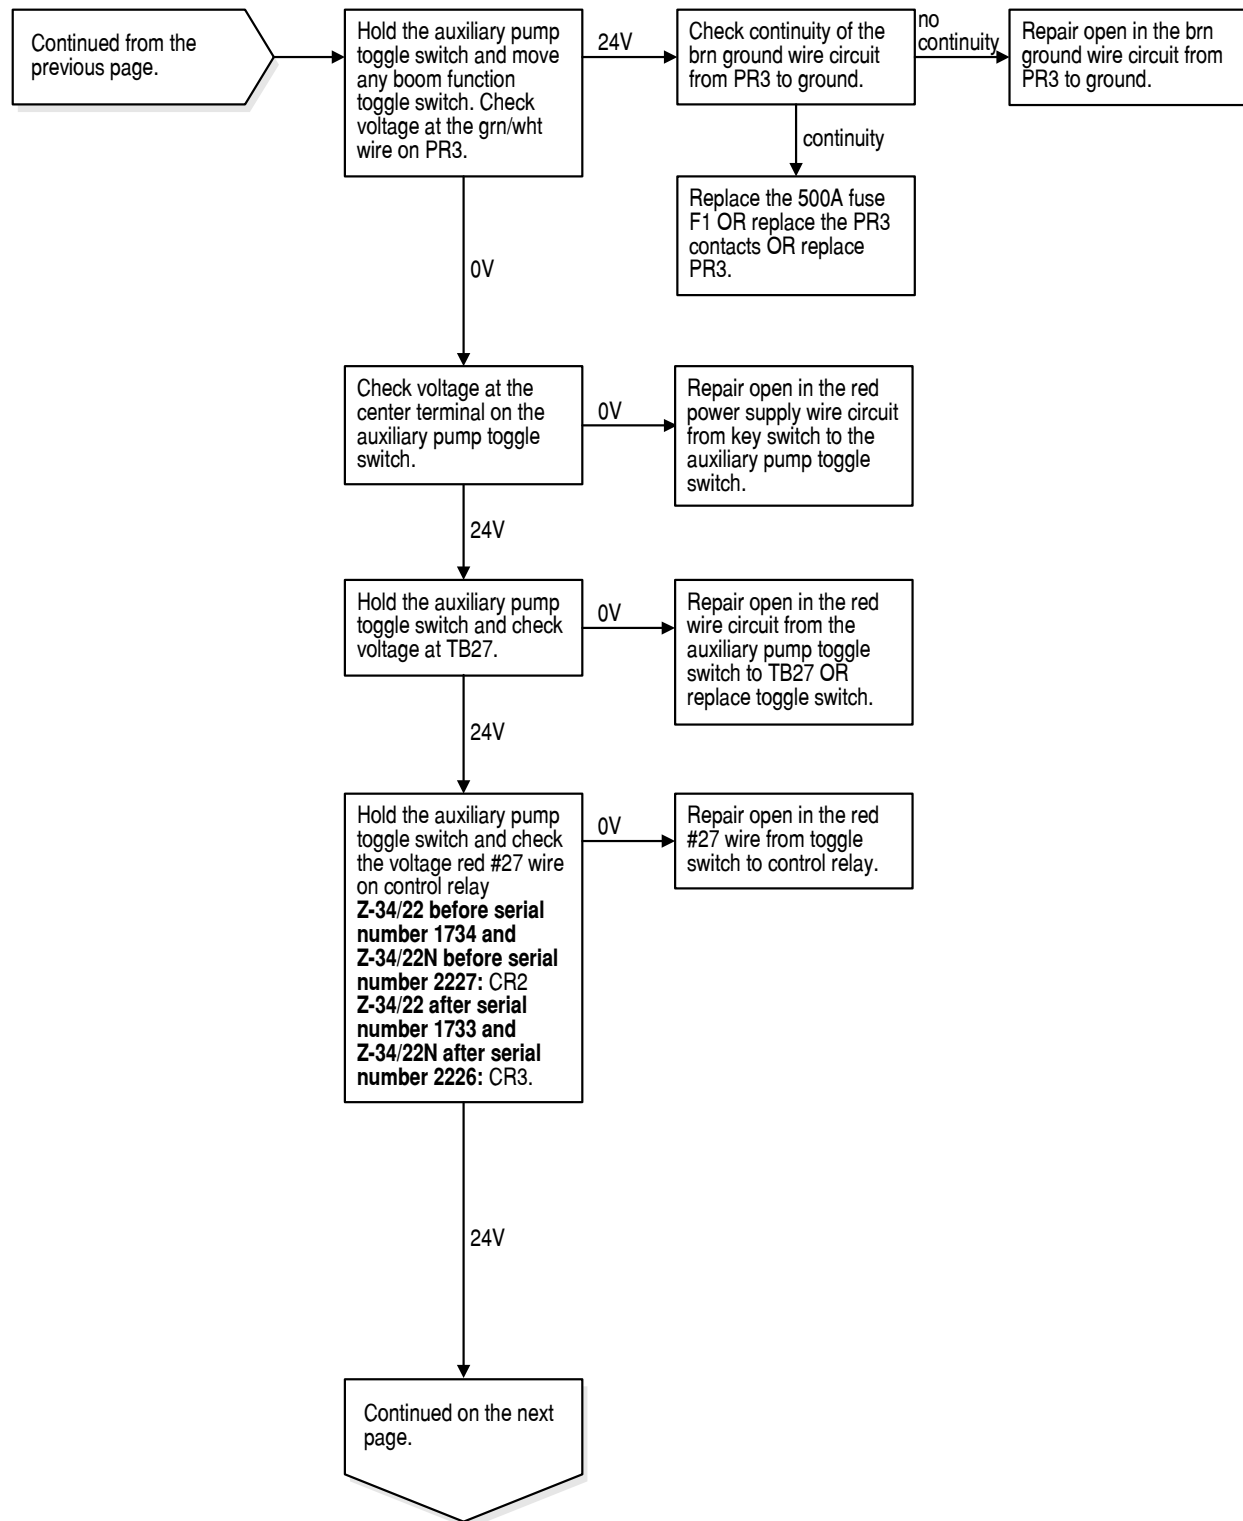 Continued from the
previous page.
Hold the auxiliary pump
toggle switch and move
any boom function
toggle switch. Check
voltage at the grn/wht
wire on PR3.
24V
Check continuity of the
brn ground wire circuit
from PR3 to ground.
no
continuity
Repair open in the brn
ground wire circuit from
PR3 to ground.
continuity
Replace the 500A fuse
F1 OR replace the PR3
contacts OR replace
PR3.
0V
Check voltage at the
center terminal on the
auxiliary pump toggle
switch.
0V
Repair open in the red
power supply wire circuit
from key switch to the
auxiliary pump toggle
switch.
24V
Hold the auxiliary pump
toggle switch and check
voltage at TB27.
0V
Repair open in the red
wire circuit from the
auxiliary pump toggle
switch to TB27 OR
replace toggle switch.
24V
Hold the auxiliary pump
toggle switch and check
the voltage red #27 wire
on control relay
Z-34/22 before serial
number 1734 and
Z-34/22N before serial
number 2227: CR2
Z-34/22 after serial
number 1733 and
Z-34/22N after serial
number 2226: CR3.
0V
Repair open in the red
#27 wire from toggle
switch to control relay.
24V
Continued on the next
page.